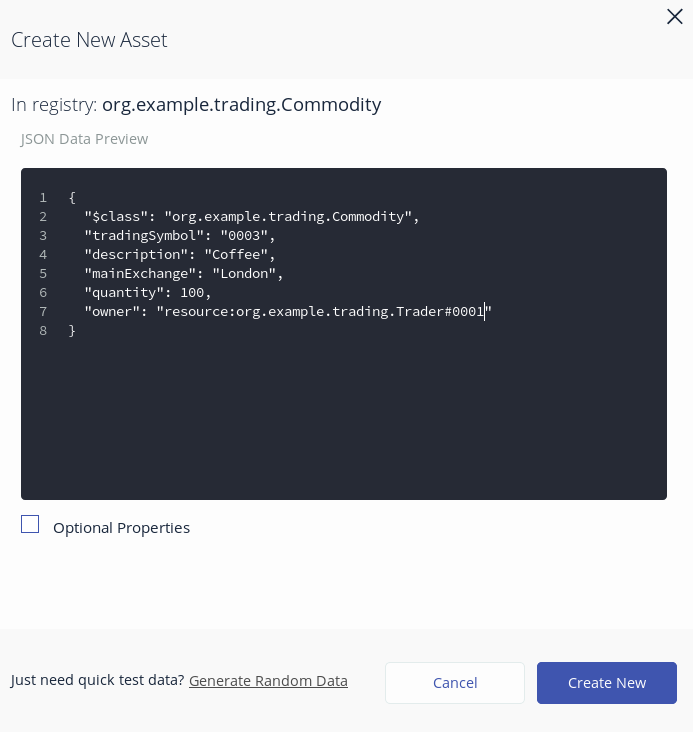 Create New Asset
In registry: org.example.trading.Commodity
JSON Data Preview
1 {
2 "$class": "org.example.trading.Commodity",
3 "tradingSymbol": "0003",
4 "description": "Coffee",
5 "mainExchange": "London",
6 "quantity": 100,
7 "owner": "resource:org.example.trading.Trader#0001"
8 }
Optional Properties
Just need quick test data? Generate Random Data
Cancel
Create New